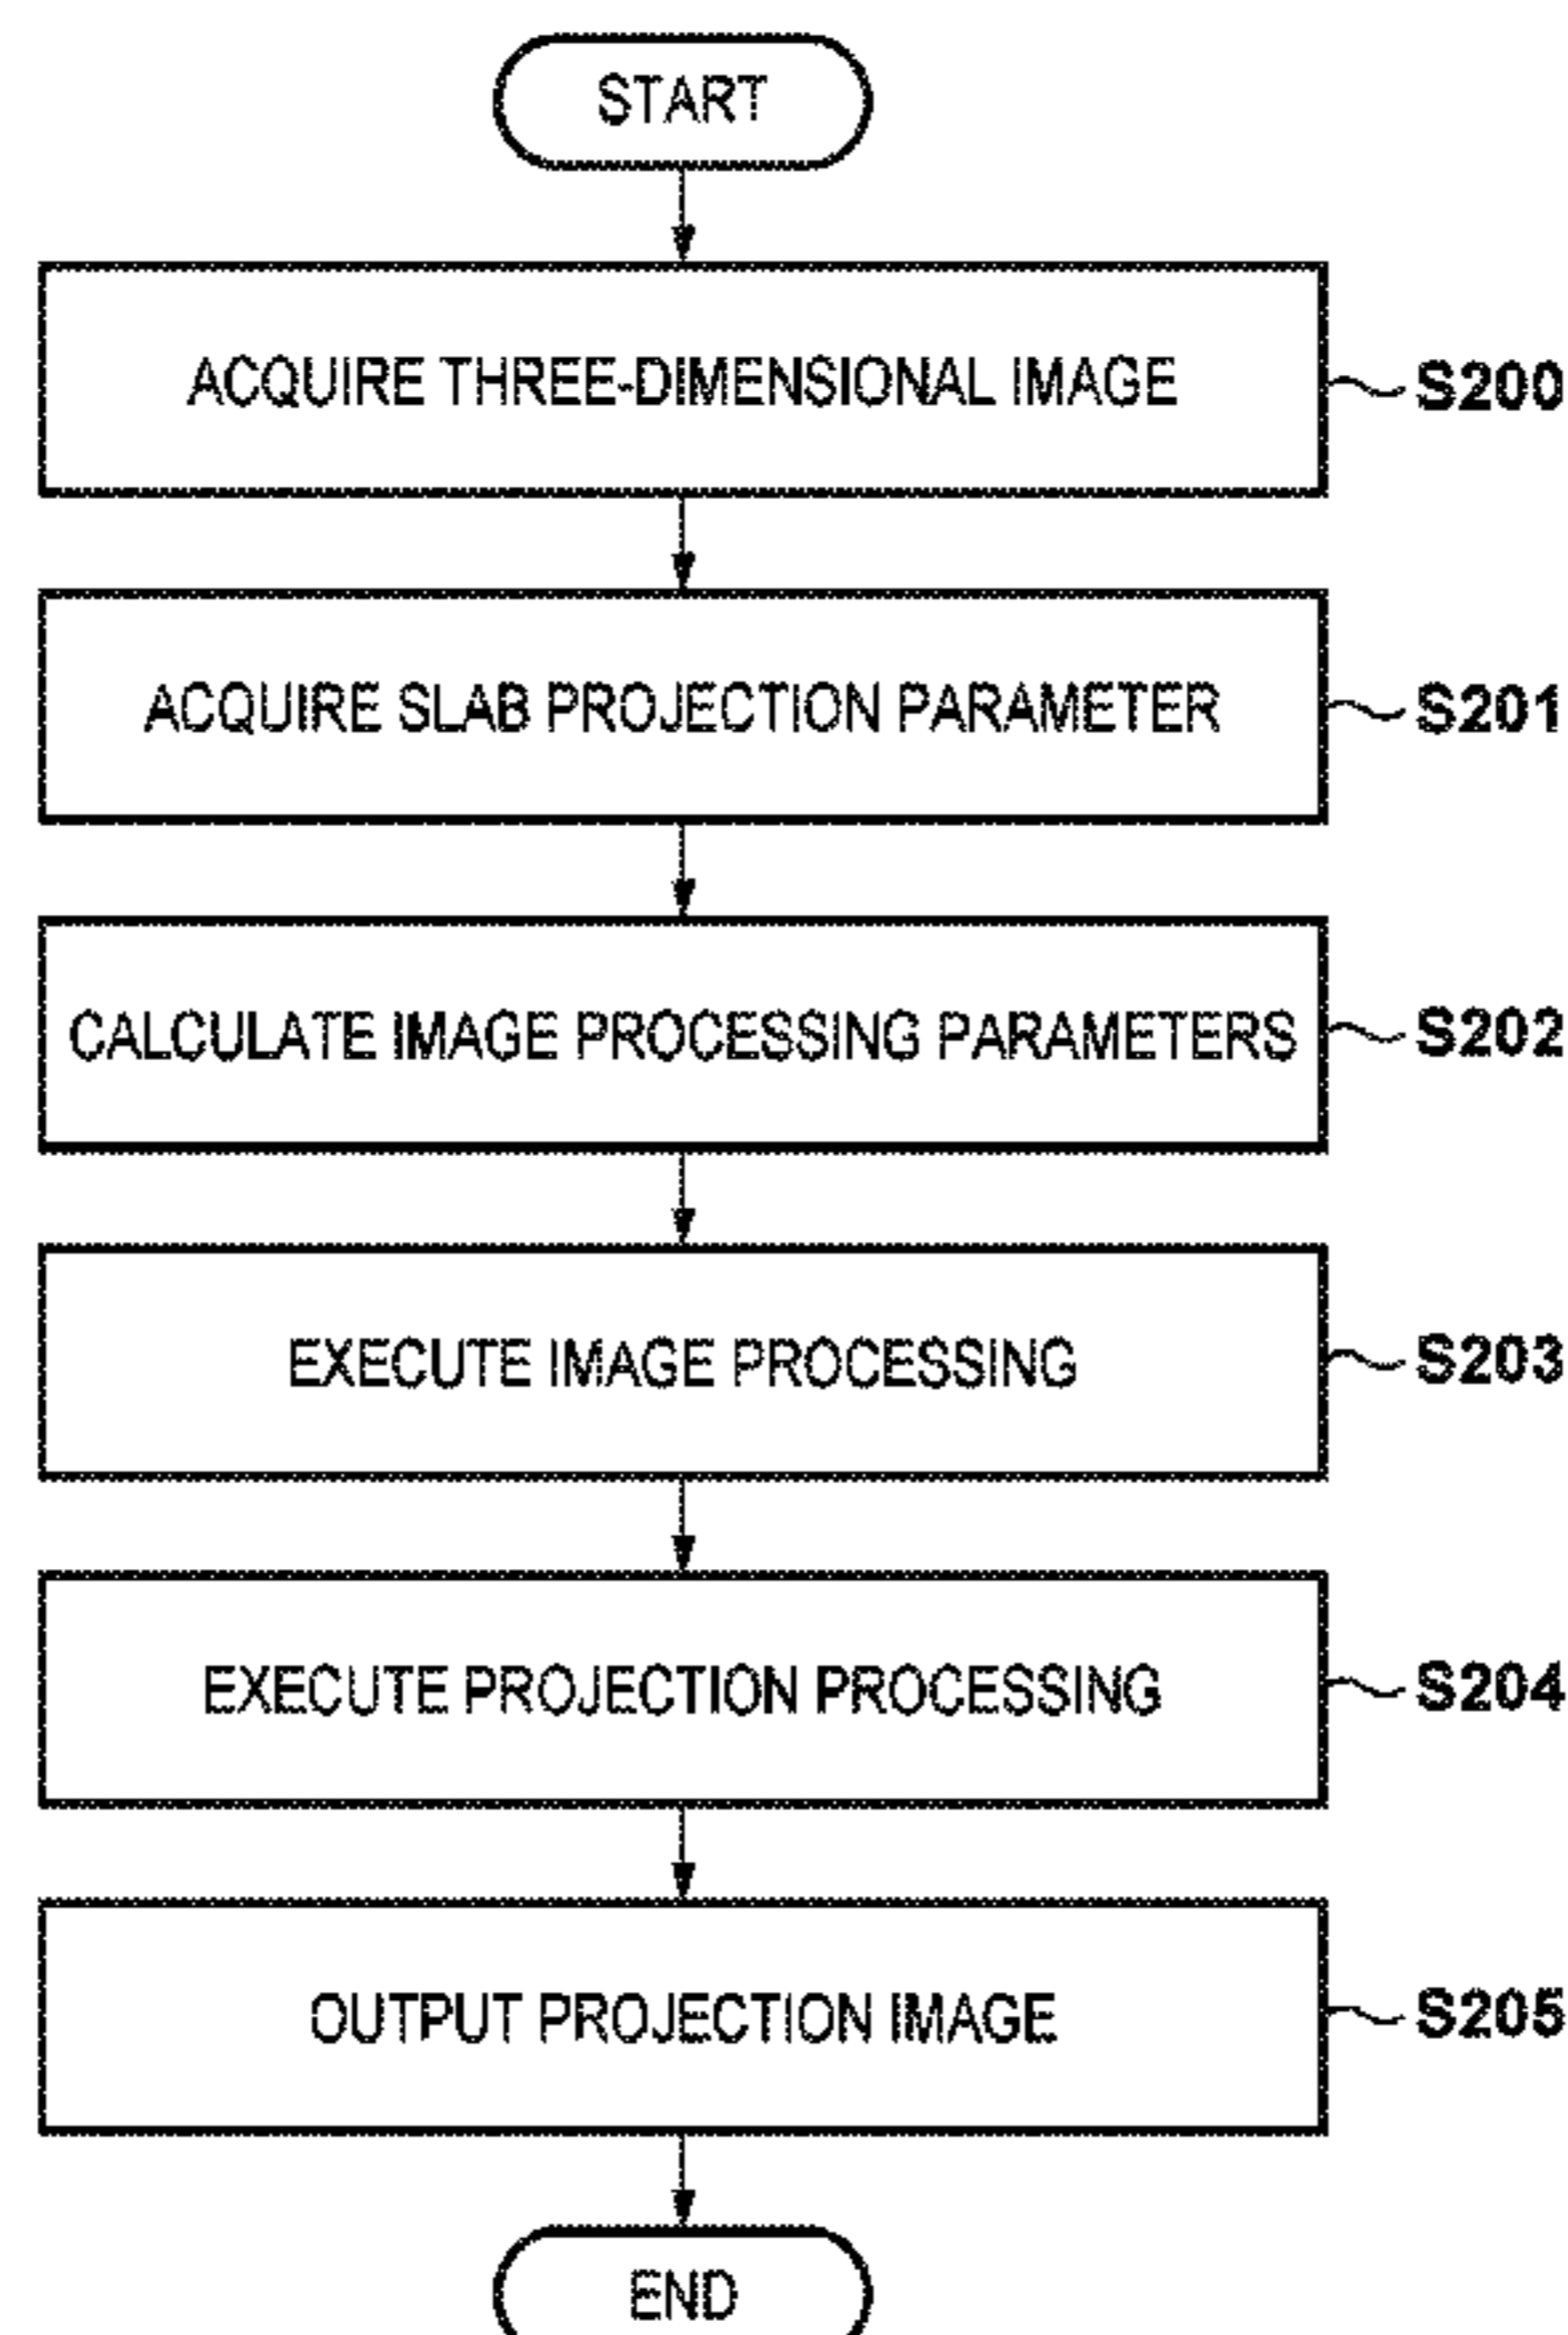 START
ACQUIRE THREE-DIMENSIONAL IMAGE
S200
ACQUIRE SLAB PROJECTION PARAMETER
S201
CALCULATE IMAGE PROCESSING PARAMETERS
S202
EXECUTE IMAGE PROCESSING
S203
EXECUTE PROJECTION PROCESSING
S204
OUTPUT PROJECTION IMAGE
S205
END